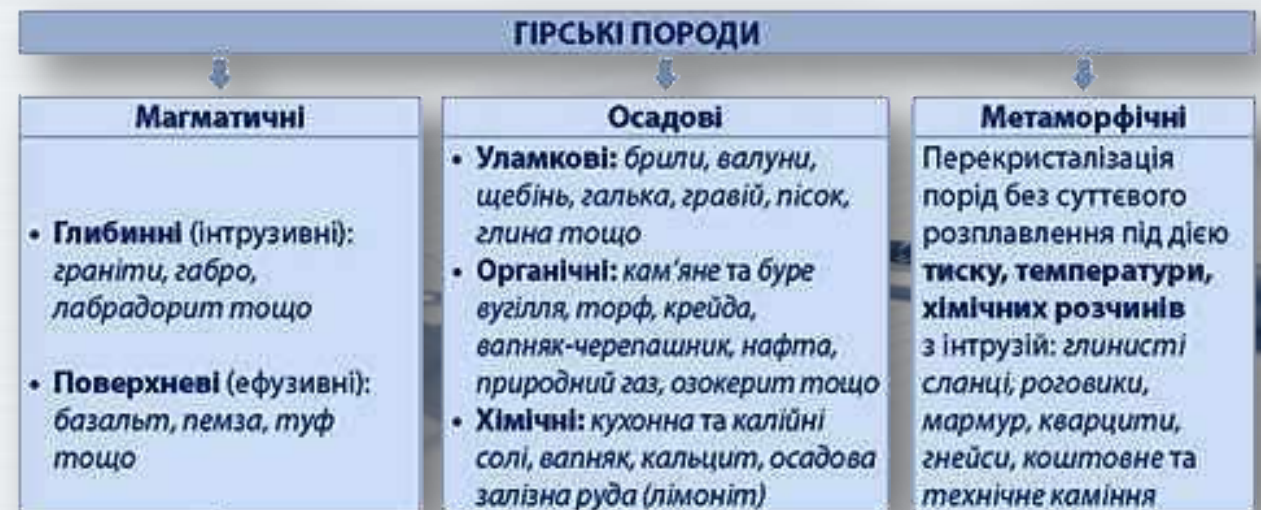 ГІРСЬКІ ПОРОДИ
Магматичні
• Глибинні (інтрузивні):
граніти, габро,
лабрадорит тощо
• Поверхневі (ефузивні):
базальт, пемза, туф
тощо
Осадові
• Уламкові: брили, валуни,
щебінь, галька, гравій, пісок,
глина тощо
• Органічні: кам’яне та буре
вугілля, торф, крейда,
вапняк-черепашник, нафта,
природний газ, озокерит тощо
• Хімічні: кухонна та калійні
солі, вапняк, кальцит, осадова
залізна руда (лімоніт)
Метаморфічні
Перекристалізація
порід без суттєвого
розплавлення під дією
тиску, температури,
хімічних розчинів
з інтрузій: глинисті
сланці, роговики,
мармур, кварцити,
гнейси, коштовне та
технічне каміння